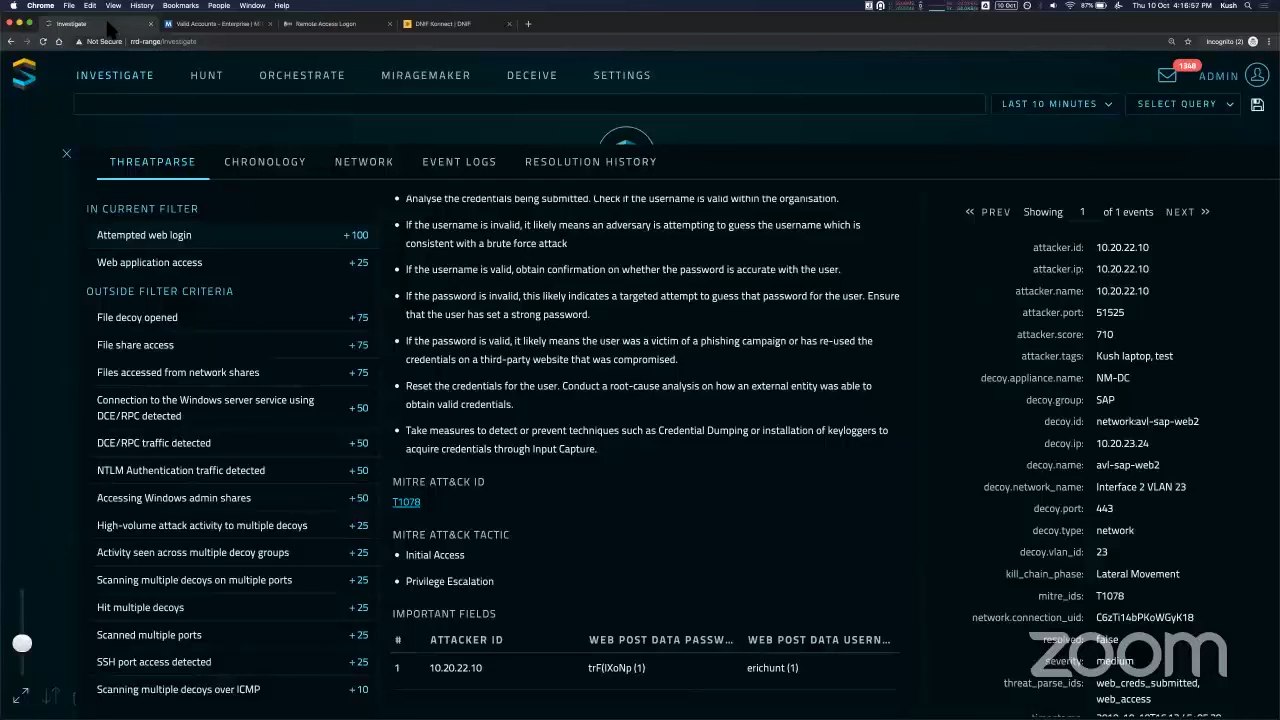 Chrome File Edit View History Bookmarks People Window Help
10 Oct 87% Thu 10 Oct 4:16:57 PM Kush
Investigate
Valid Accounts - Enterprise | M
Remote Access Logon
DNIF Konnect | DNIF
Not Secure rrd-range/investigate
Incognito (2)
INVESTIGATE HUNT ORCHESTRATE MIRAGEMAKER DECEIVE SETTINGS
1348 ADMIN
LAST 10 MINUTES SELECT QUERY
THREATPARSE CHRONOLOGY NETWORK EVENT LOGS RESOLUTION HISTORY
IN CURRENT FILTER
Attempted web login +100
Web application access +25
OUTSIDE FILTER CRITERIA
File decoy opened +75
File share access +75
Files accessed from network shares +75
Connection to the Windows server service using
DCE/RPC detected +50
DCE/RPC traffic detected +50
NTLM Authentication traffic detected +50
Accessing Windows admin shares +50
High-volume attack activity to multiple decoys +25
Activity seen across multiple decoy groups +25
Scanning multiple decoys on multiple ports +25
Hit multiple decoys +25
Scanned multiple ports +25
SSH port access detected +25
Scanning multiple decoys over ICMP +10
• Analyse the credentials being submitted. Check if the username is valid within the organisation.
• If the username is invalid, it likely means an adversary is attempting to guess the username which is
consistent with a brute force attack
• If the username is valid, obtain confirmation on whether the password is accurate with the user.
• If the password is invalid, this likely indicates a targeted attempt to guess that password for the user. Ensure
that the user has set a strong password.
• If the password is valid, it likely means the user was a victim of a phishing campaign or has re-used the
credentials on a third-party website that was compromised.
• Reset the credentials for the user. Conduct a root-cause analysis on how an external entity was able to
obtain valid credentials.
• Take measures to detect or prevent techniques such as Credential Dumping or installation of keyloggers to
acquire credentials through Input Capture.
MITRE ATT&CK ID
T1078
MITRE ATT&CK TACTIC
• Initial Access
• Privilege Escalation
IMPORTANT FIELDS
# ATTACKER ID WEB POST DATA PASSW... WEB POST DATA USERN...
1 10.20.22.10 trF(IXoNp (1) erichunt (1)
« PREV Showing 1 of 1 events NEXT »
attacker.id: 10.20.22.10
attacker.ip: 10.20.22.10
attacker.name: 10.20.22.10
attacker.port: 51525
attacker.score: 710
attacker.tags: Kush laptop, test
decoy.appliance.name: NM-DC
decoy.group: SAP
decoy.id: network:avl-sap-web2
decoy.ip: 10.20.23.24
decoy.name: avl-sap-web2
decoy.network_name: Interface 2 VLAN 23
decoy.port: 443
decoy.type: network
decoy.vlan_id: 23
kill_chain_phase: Lateral Movement
mitre_ids: T1078
network.connection_uid: C6zTi14bPKoWGyK18
resolved: false
severity: medium
threat_parse_ids: web_creds_submitted,
web_access
zoom